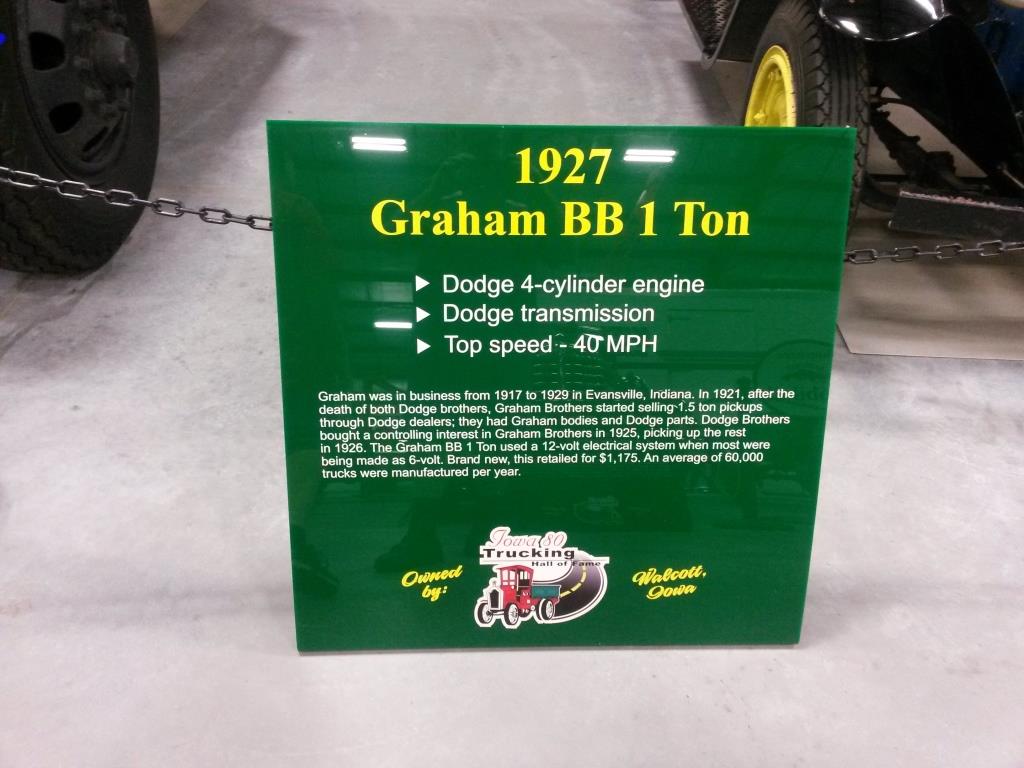 1927
Graham BB 1 Ton
Dodge 4-cylinder engine
Dodge transmission
Top speed - 40 MPH
Graham was in business from 1917 to 1929 in Evansville, Indiana. In 1921, after the
death of both Dodge brothers, Graham Brothers started selling 1.5 ton pickups
through Dodge dealers; they had Graham bodies and Dodge parts. Dodge Brothers
bought a controlling interest in Graham Brothers in 1925, picking up the rest
in 1926. The Graham BB 1 Ton used a 12-volt electrical system when most were
being made as 6-volt. Brand new, this retailed for $1,175. An average of 60,000
trucks were manufactured per year.
Owned
by:
Iowa 80
Trucking
Hall of Fame
Walcott,
Iowa